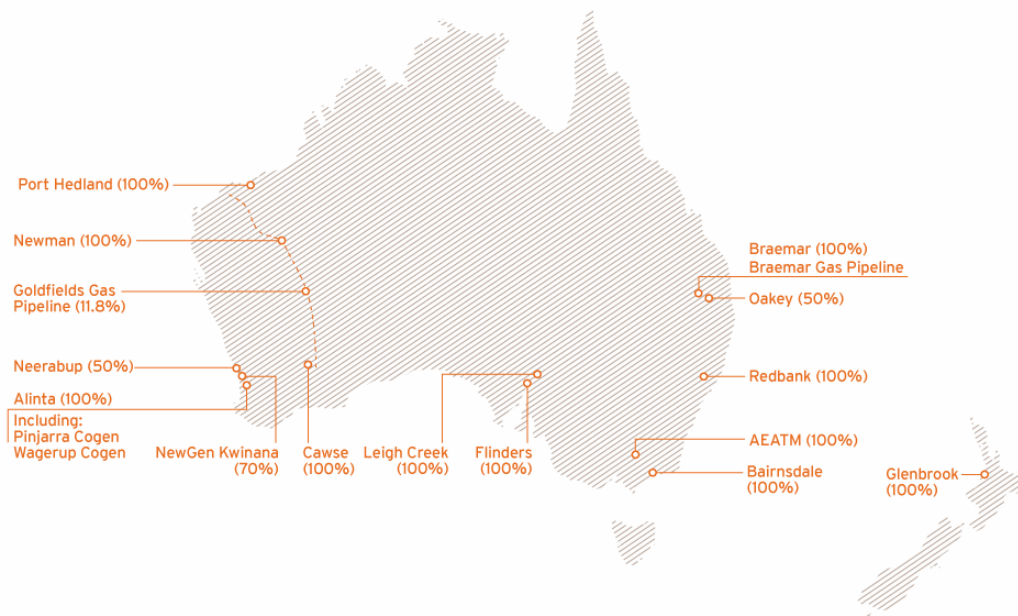 Port Hedland (100%)
Newman (100%)
Goldfields Gas
Pipeline (11.8%)
Neerabup (50%)
Alinta (100%)
Including:
Pinjarra Cogen
Wagerup Cogen
NewGen Kwinana
(70%)
Cawse
(100%)
Leigh Creek
(100%)
Flinders
(100%)
Braemar (100%)
Braemar Gas Pipeline
Oakey (50%)
Redbank (100%)
AEATM (100%)
Bairnsdale
(100%)
Glenbrook
(100%)